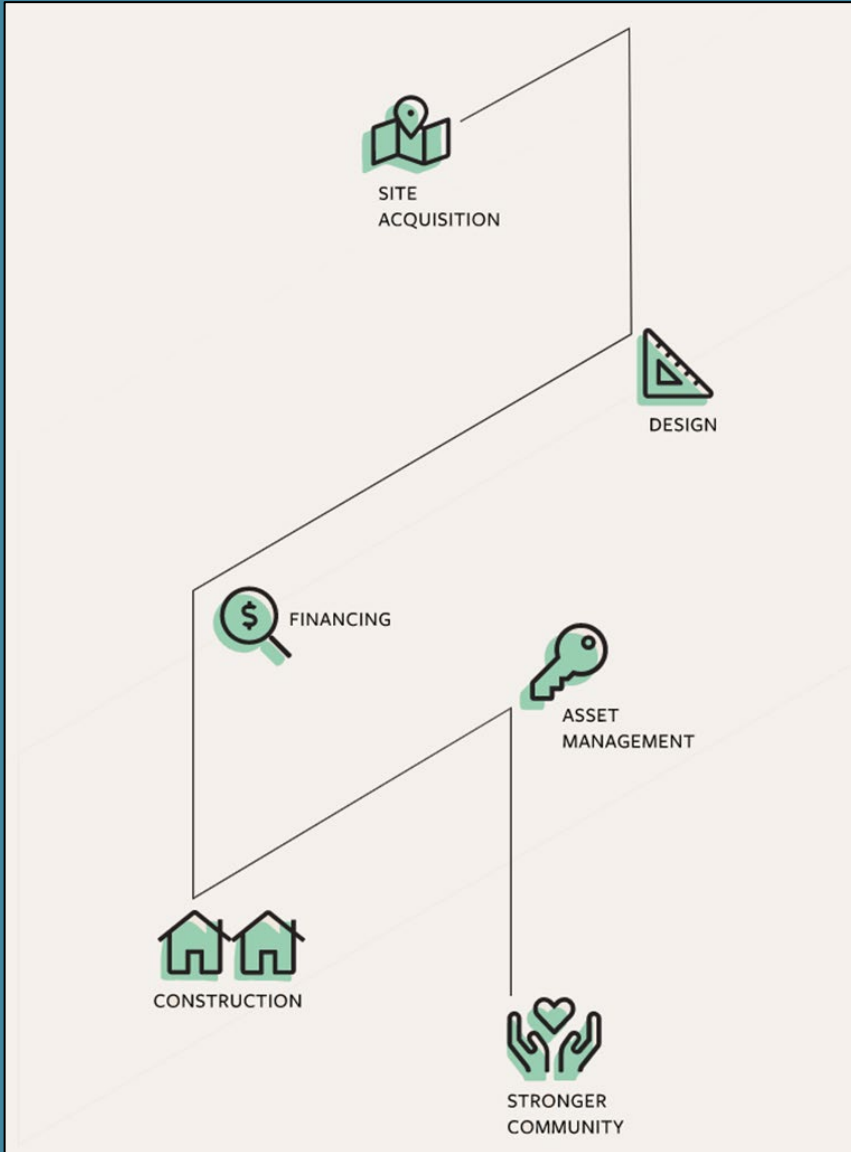 SITE
ACQUISITION
DESIGN
$
FINANCING
ASSET
MANAGEMENT
CONSTRUCTION
STRONGER
COMMUNITY